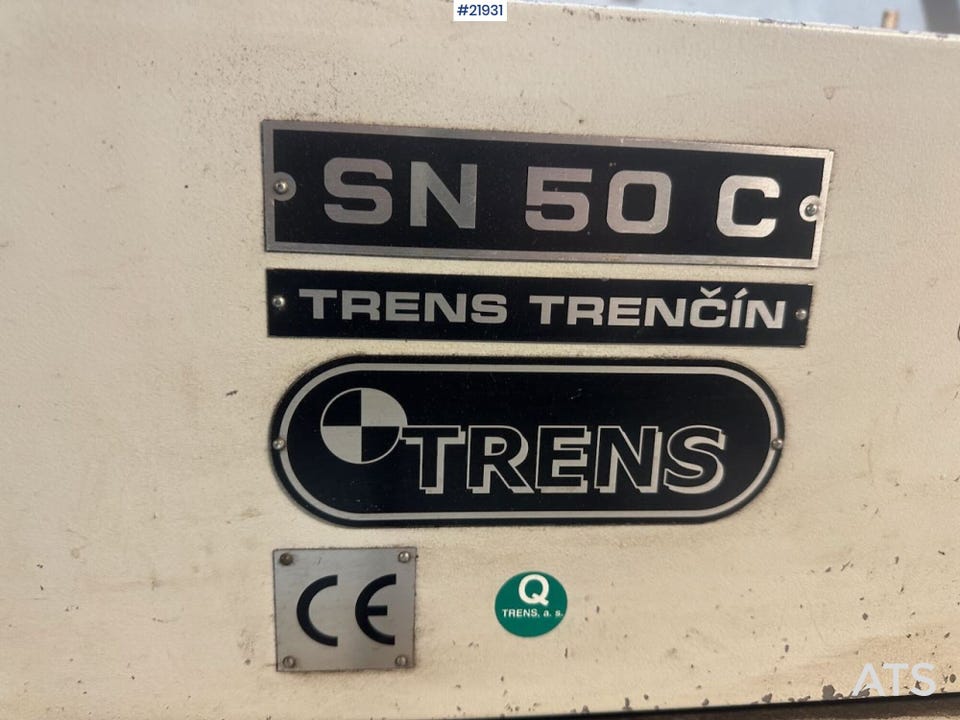 #21931
SN 50 C
TRENS TRENČÍN
TRENS
CE
Q
TRENS, a. s.
ATS